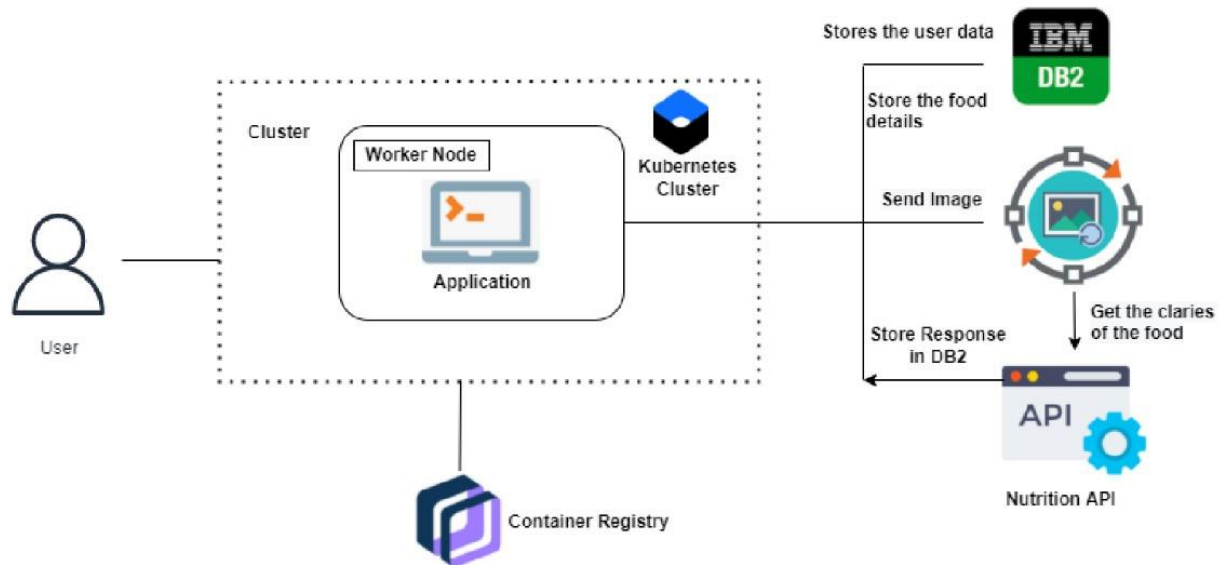 Stores the user data
IBM
DB2
Store the food
details
Cluster
Worker Node
Kubernetes
Cluster
Send Image
Application
User
Get the claries
of the food
Store Response
in DB2
API
Nutrition API
Container Registry